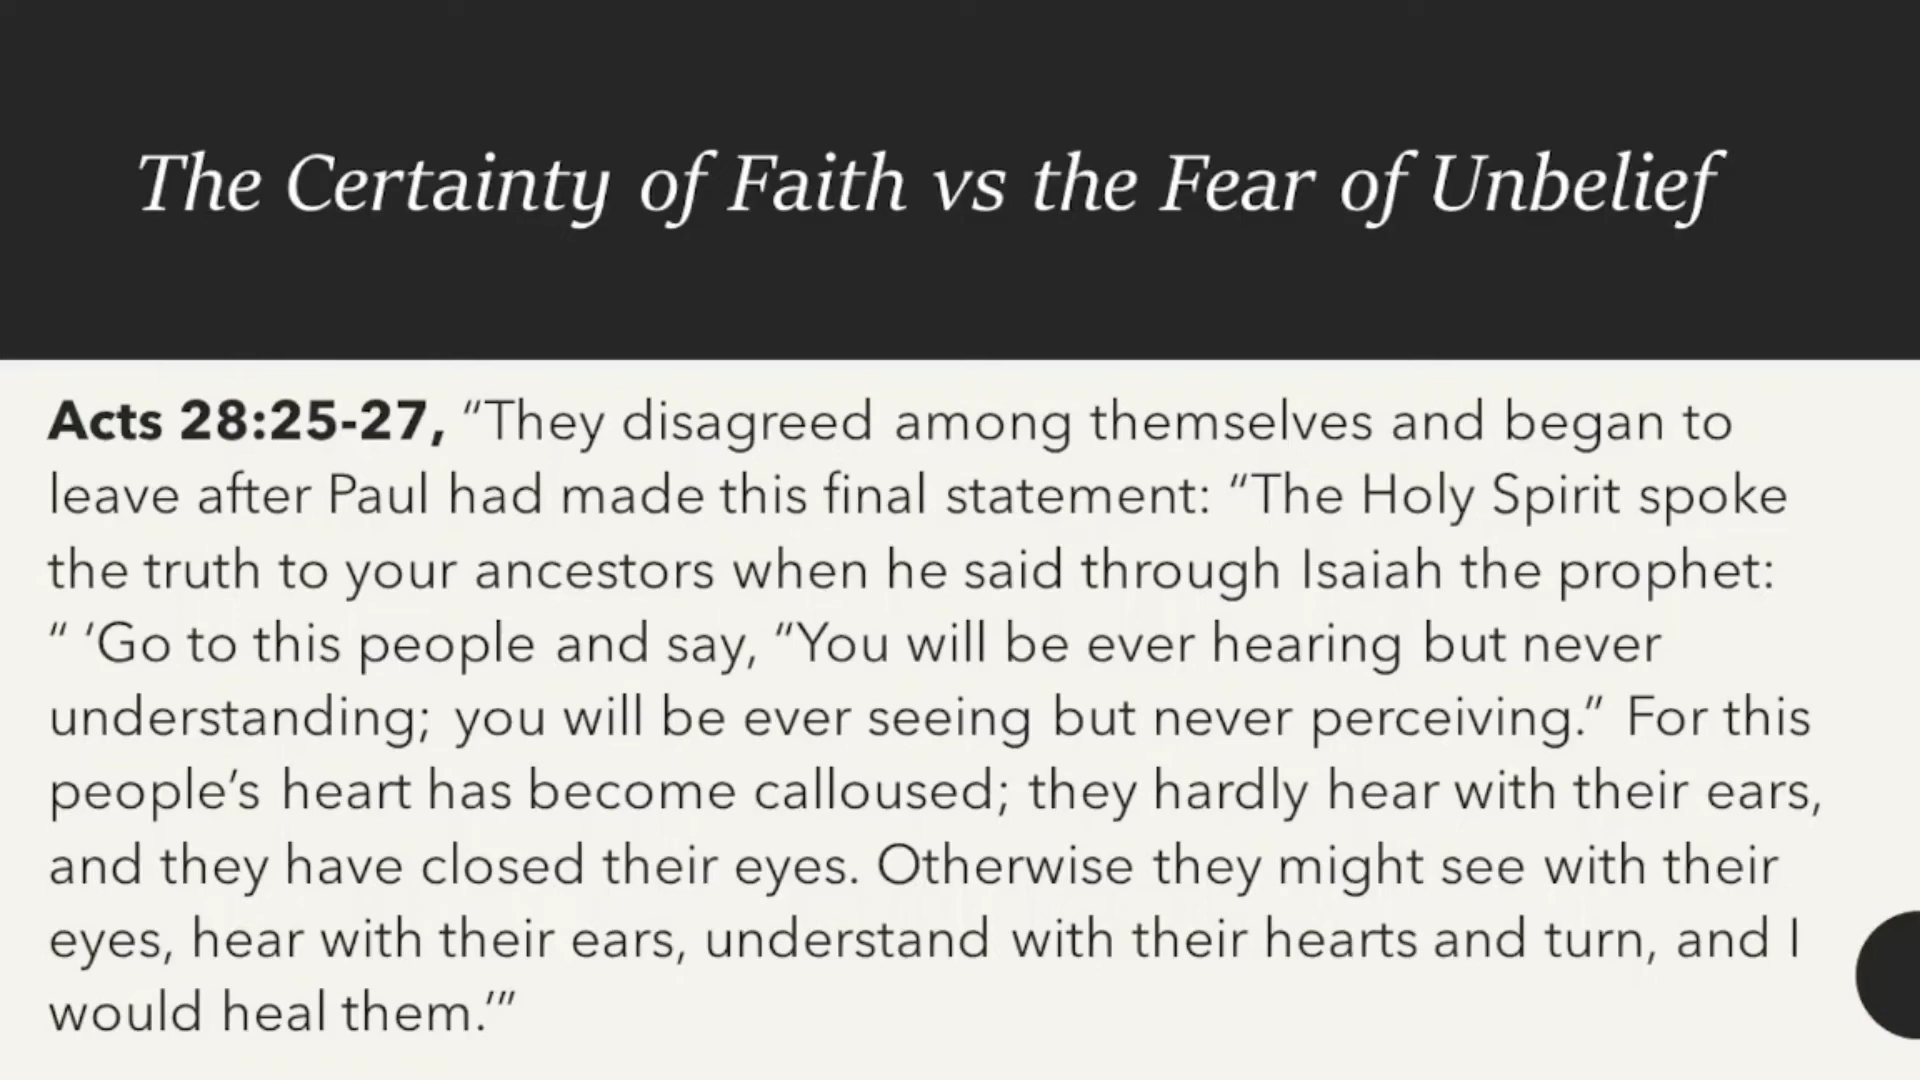 The Certainty of Faith vs the Fear of Unbelief
Acts 28:25-27, “They disagreed among themselves and began to
leave after Paul had made this final statement: “The Holy Spirit spoke
the truth to your ancestors when he said through Isaiah the prophet:
“ ‘Go to this people and say, “You will be ever hearing but never
understanding; you will be ever seeing but never perceiving.” For this
people’s heart has become calloused; they hardly hear with their ears,
and they have closed their eyes. Otherwise they might see with their
eyes, hear with their ears, understand with their hearts and turn, and I
would heal them.’”